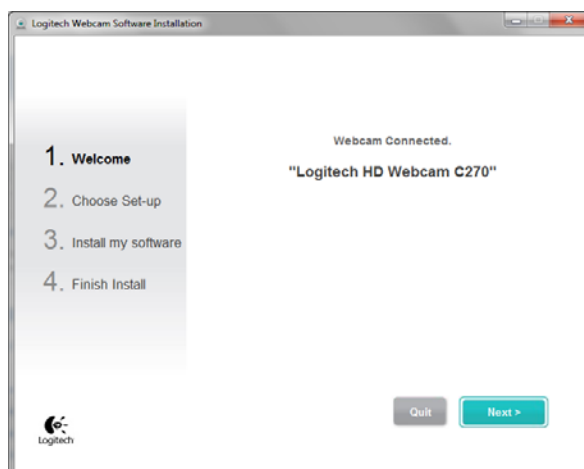 Logitech Webcam Software Installation
1. Welcome
2. Choose Set-up
3. Install my software
4. Finish Install
Webcam Connected.
"Logitech HD Webcam C270"
Quit
Next >
Logitech